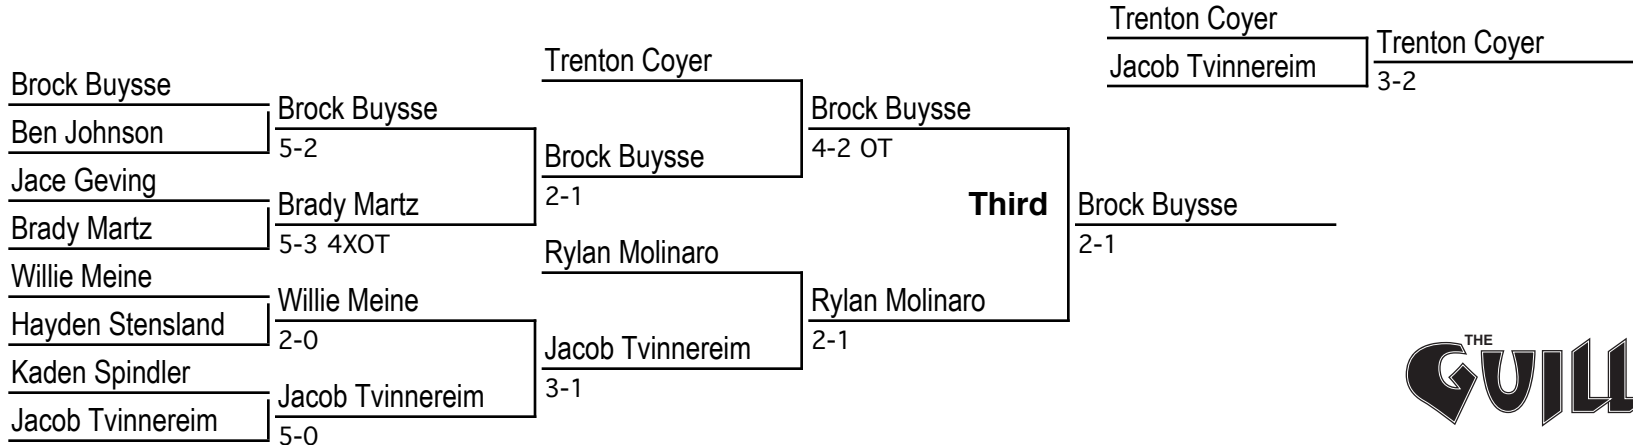 Brock Buysse
Ben Johnson
Jace Geving
Brady Martz
Willie Meine
Hayden Stensland
Kaden Spindler
Jacob Tvinnereim
Brock Buysse
5-2
Brady Martz
5-3 4XOT
Willie Meine
2-0
Jacob Tvinnereim
5-0
Trenton Coyer
Brock Buysse
2-1
Rylan Molinaro
Jacob Tvinnereim
3-1
Brock Buysse
4-2 OT
Rylan Molinaro
2-1
Third
Brock Buysse
2-1
Trenton Coyer
Jacob Tvinnereim
Trenton Coyer
3-2
THE
GUILL